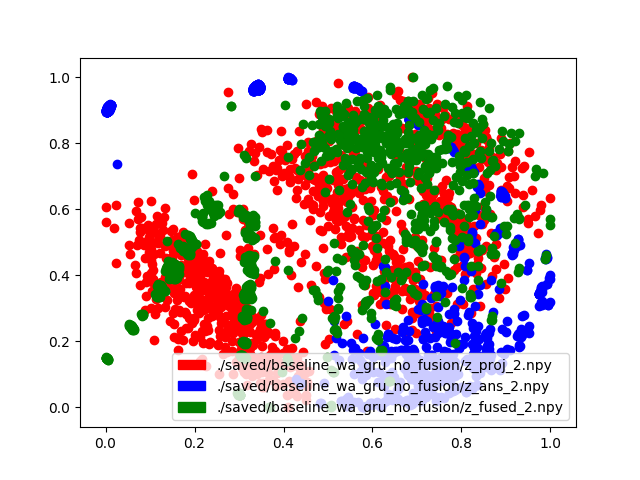 1.0
0.8
0.6
0.4
0.2
0.0
./saved/baseline_wa_gru_no_fusion/z_proj_2.npy
./saved/baseline_wa_gru_no_fusion/z_ans_2.npy
./saved/baseline_wa_gru_no_fusion/z_fused_2.npy
0.0 0.2 0.4 0.6 0.8 1.0